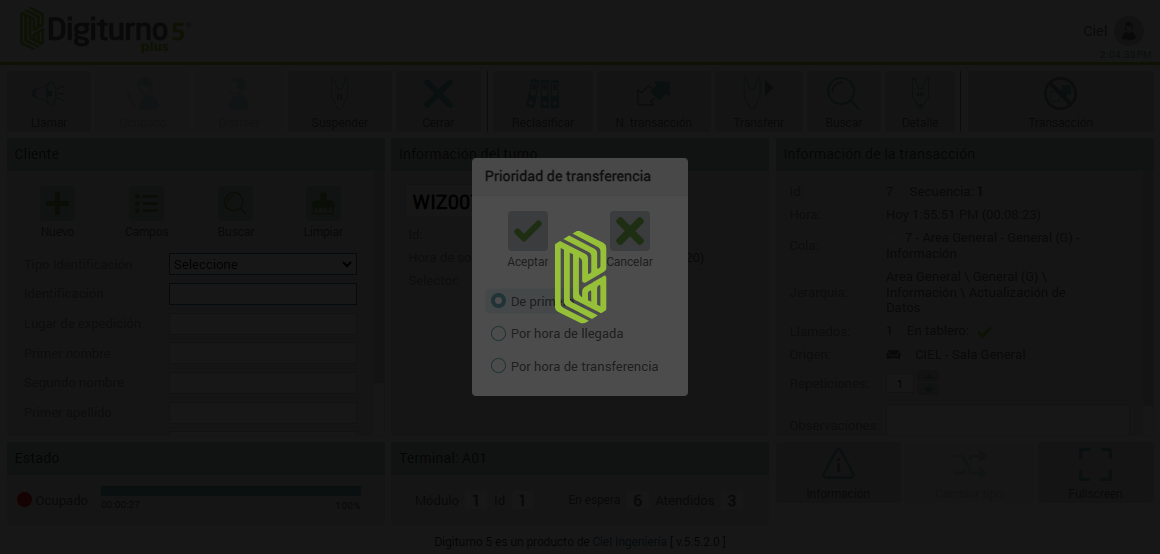 Digiturno 5+
plus
Ciel
Llamar
Suspender
Cerrar
Reclasificar
N. transacción
Transferir
Buscar
Detalle
Transacción
Cliente
Información del turno
Información de la transacción
Nuevo
Campos
Buscar
Limpiar
Tipo Identificación
Seleccione
Identificación
Lugar de expedición
Primer nombre
Segundo nombre
Primer apellido
WIZ00
Id:
Hora de so
Selector:
Prioridad de transferencia
Aceptar
Cancelar
De prim
Por hora de llegada
Por hora de transferencia
Id: 7 Secuencia: 1
Hora: Hoy 1:55:51 PM (00:08:23)
Cola: 7 - Area General - General (G) -
Información
Jerarquía: Area General \ General (G) \
Información \ Actualización de
Datos
Llamados: 1 En tablero:
Origen: CIEL - Sala General
Repeticiones: 1
Observaciones:
Estado
Ocupado
00:00:27
100%
Terminal: A01
Módulo: 1 Id 1 En espera: 6 Atendidos: 3
Información
Fullscreen
Digiturno 5 es un producto de Ciel Ingeniería [ v.5.5.2.0 ]